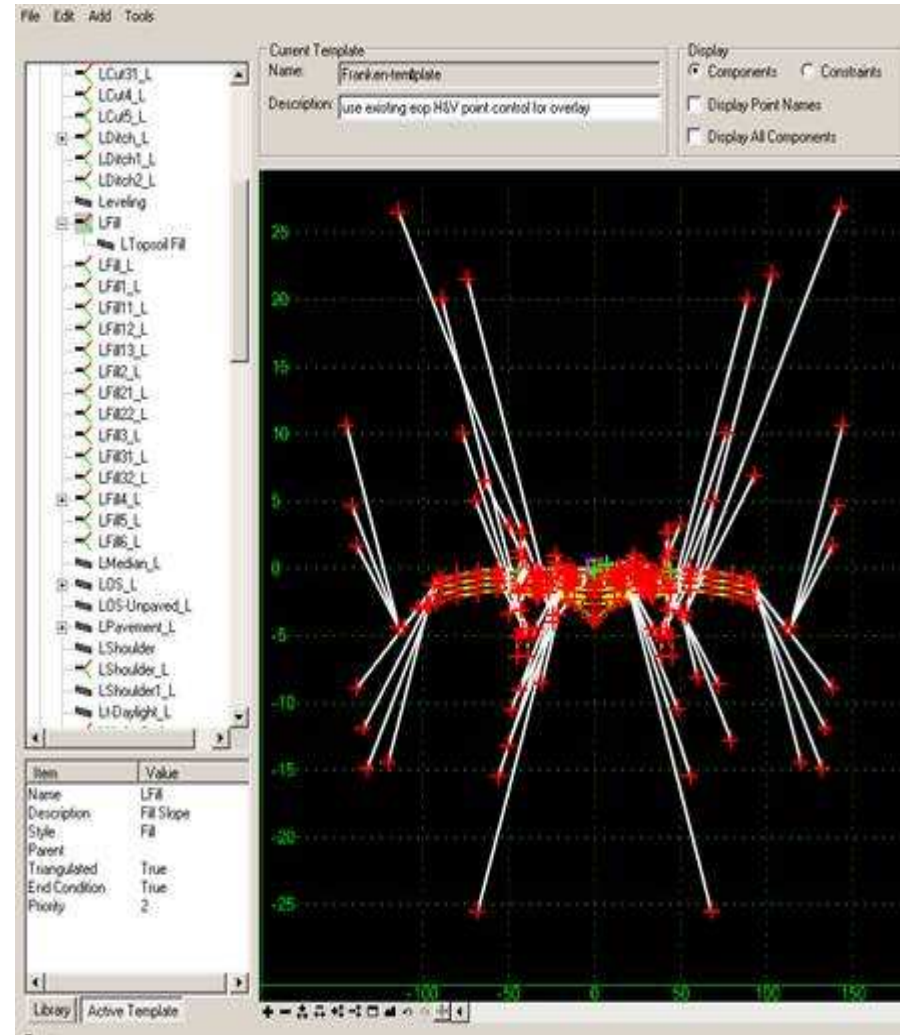 File Edit Add Tools
Current Template
Name: Franken-temlplate
Description: use existing eop H&V point control for overlay
Display
Components Constraints
Display Point Names
Display All Components
LCut31_L
LCut4_L
LCut5_L
LDitch_L
LDitch1_L
LDitch2_L
Leveling
LFill
LTopsoil Fill
LFill_L
LFill1_L
LFill11_L
LFill12_L
LFill13_L
LFill2_L
LFill21_L
LFill22_L
LFill3_L
LFill31_L
LFill32_L
LFill4_L
LFill5_L
LFill6_L
LMedian_L
LOS_L
LOS-Unpaved_L
LPavement_L
LShoulder
LShoulder_L
LShoulder1_L
Lt-Daylight_L
Item Value
Name LFill
Description Fill Slope
Style Fill
Parent
Triangulated True
End Condition True
Priority 2
Library Active Template
25
20
15
10
5
0
-5
-10
-15
-20
-25
-100 -50 0 50 100 150